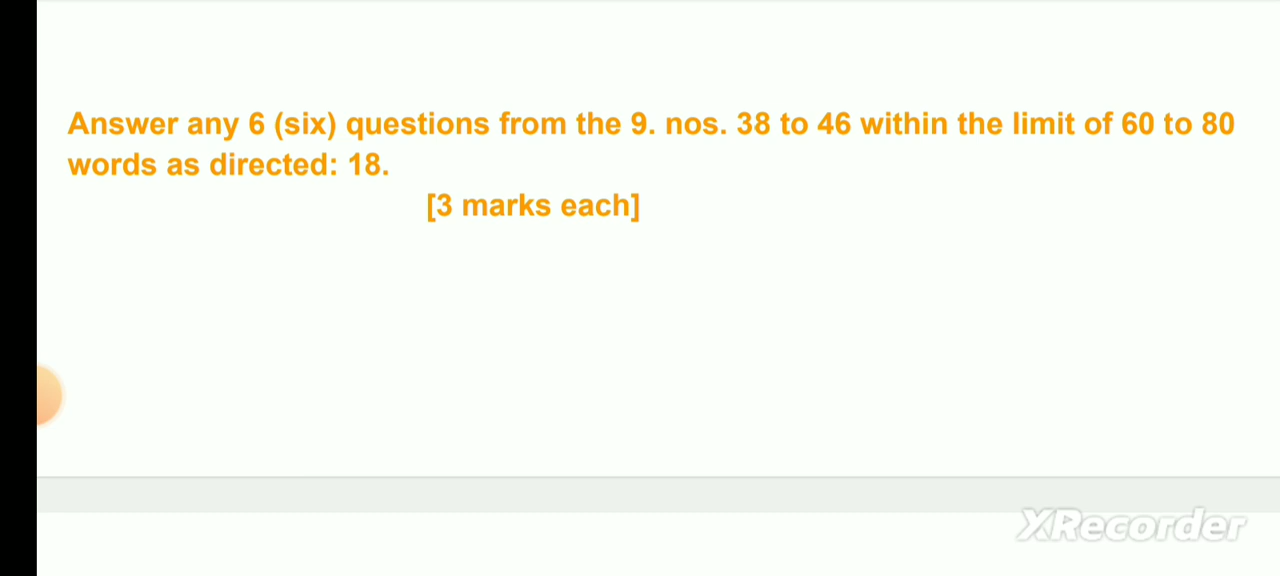 Answer any 6 (six) questions from the 9. nos. 38 to 46 within the limit of 60 to 80
words as directed: 18.
[3 marks each]
XRecorder